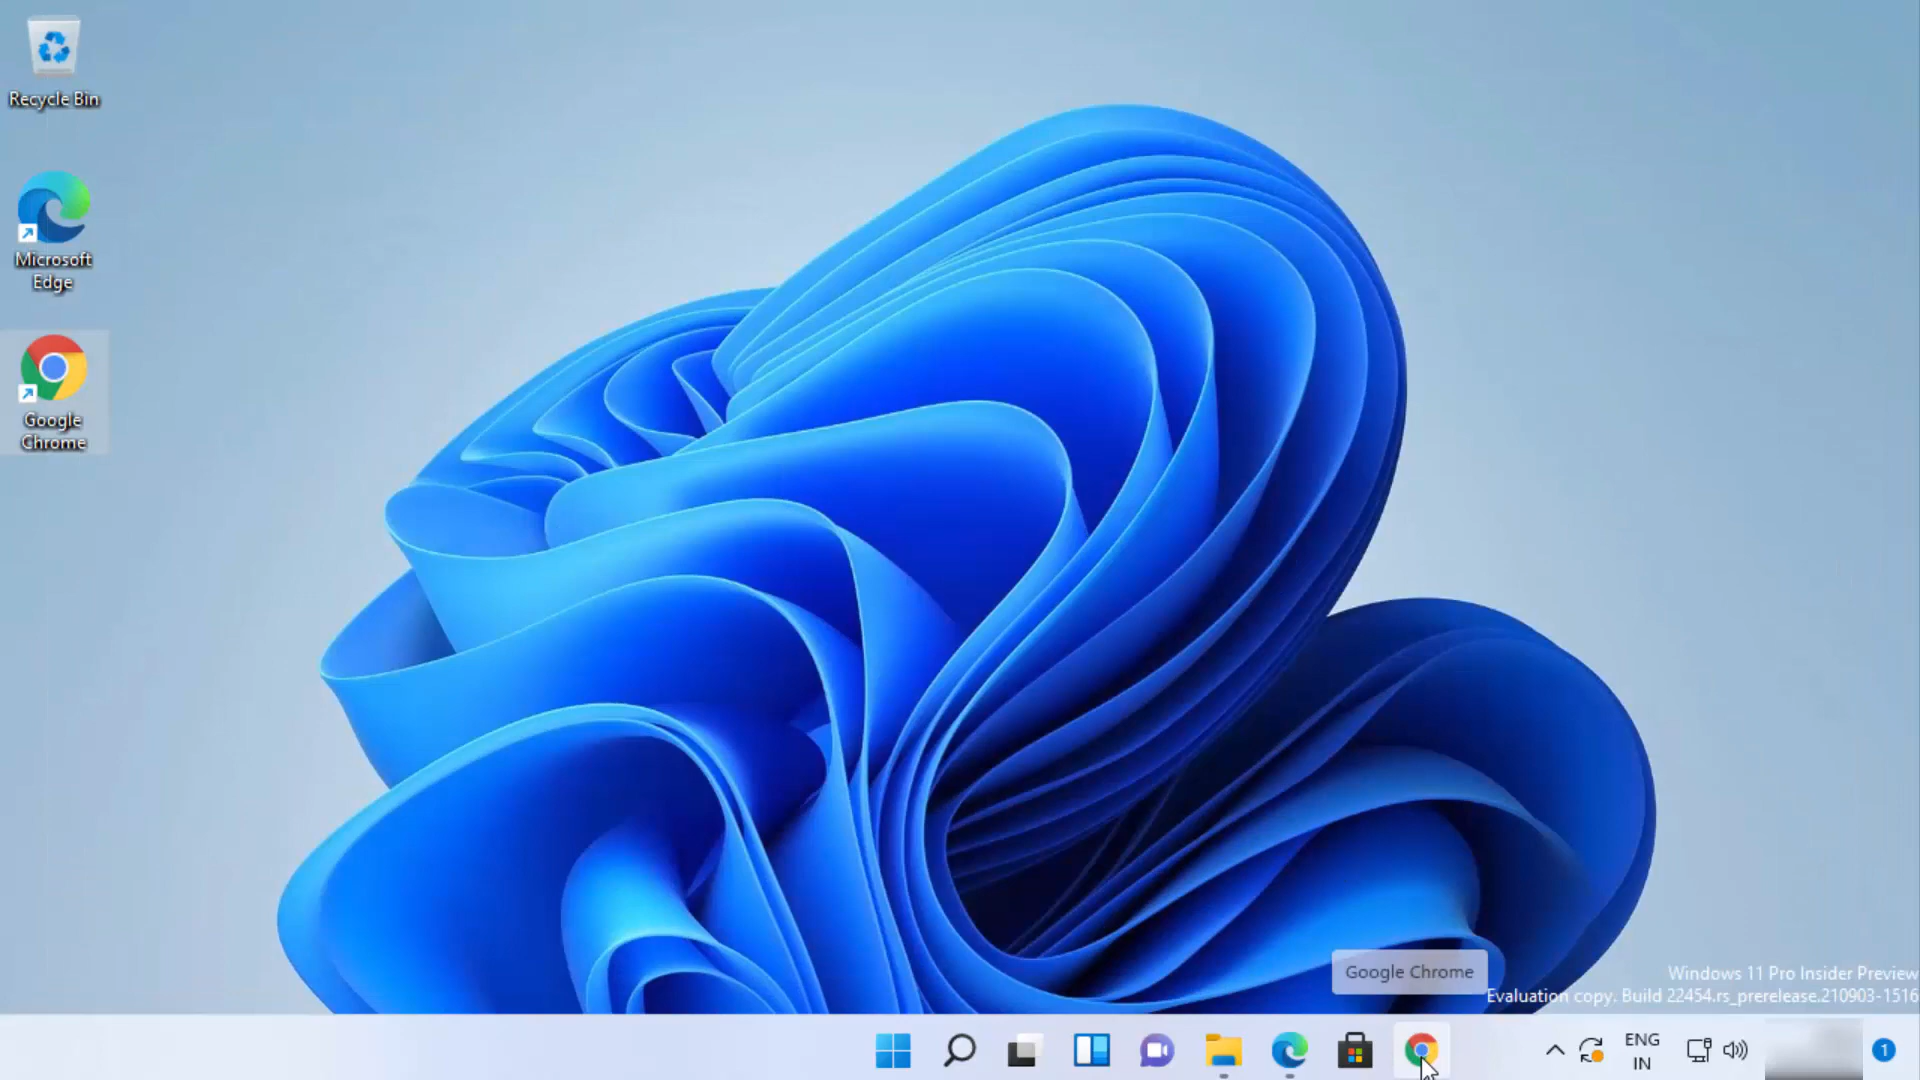 Recycle Bin
Microsoft
Edge
Google
Chrome
Google Chrome
Windows 11 Pro Insider Preview
Evaluation copy. Build 22454.rs_prerelease.210903-1516
ENG
IN
1